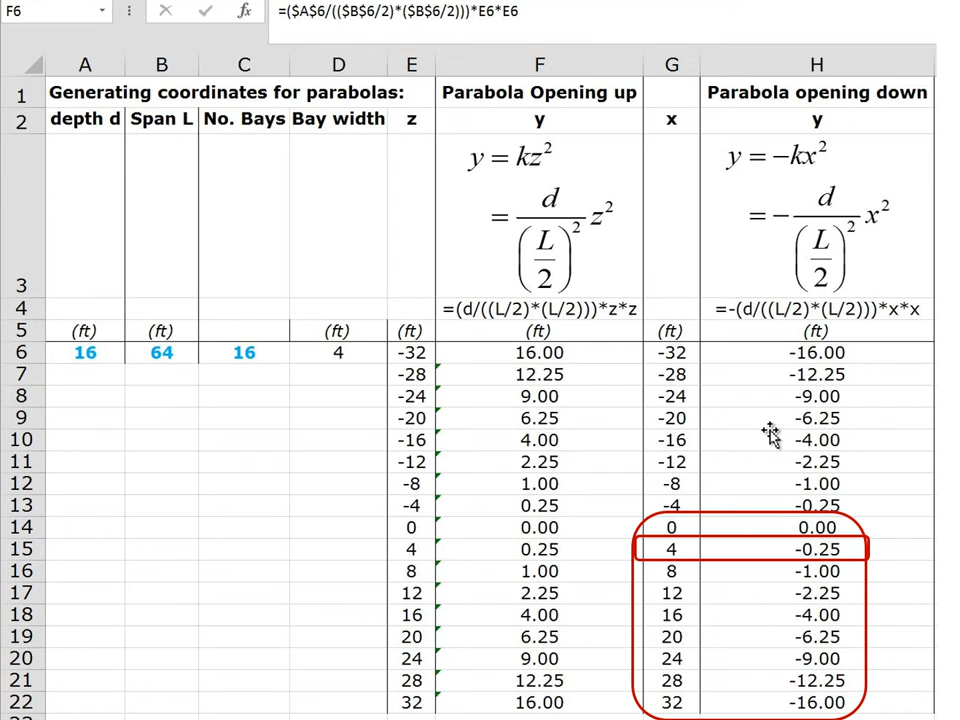 F6 fx =($A$6/(($B$6/2)*($B$6/2)))*E6*E6
A B C D E F G H
1 Generating coordinates for parabolas: Parabola Opening up Parabola opening down
2 depth d Span L No. Bays Bay width z y x y
y = kz² y = −kx²
= d/(L/2)² z² = − d/(L/2)² x²
3
4 =(d/((L/2)*(L/2)))*z*z =-(d/((L/2)*(L/2)))*x*x
5 (ft) (ft) (ft) (ft) (ft) (ft) (ft)
6 16 64 16 4 -32 16.00 -32 -16.00
7 -28 12.25 -28 -12.25
8 -24 9.00 -24 -9.00
9 -20 6.25 -20 -6.25
10 -16 4.00 -16 -4.00
11 -12 2.25 -12 -2.25
12 -8 1.00 -8 -1.00
13 -4 0.25 -4 -0.25
14 0 0.00 0 0.00
15 4 0.25 4 -0.25
16 8 1.00 8 -1.00
17 12 2.25 12 -2.25
18 16 4.00 16 -4.00
19 20 6.25 20 -6.25
20 24 9.00 24 -9.00
21 28 12.25 28 -12.25
22 32 16.00 32 -16.00